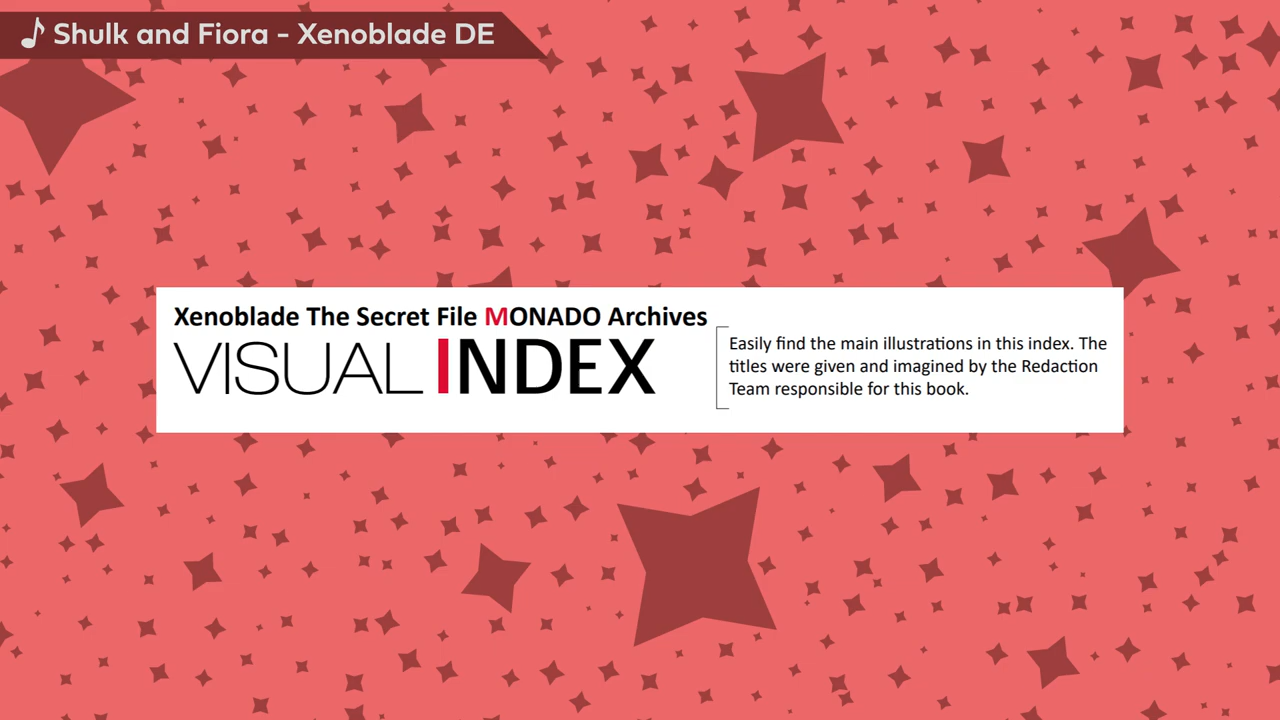 ♪ Shulk and Fiora - Xenoblade DE
Xenoblade The Secret File MONADO Archives
VISUAL INDEX
Easily find the main illustrations in this index. The
titles were given and imagined by the Redaction
Team responsible for this book.